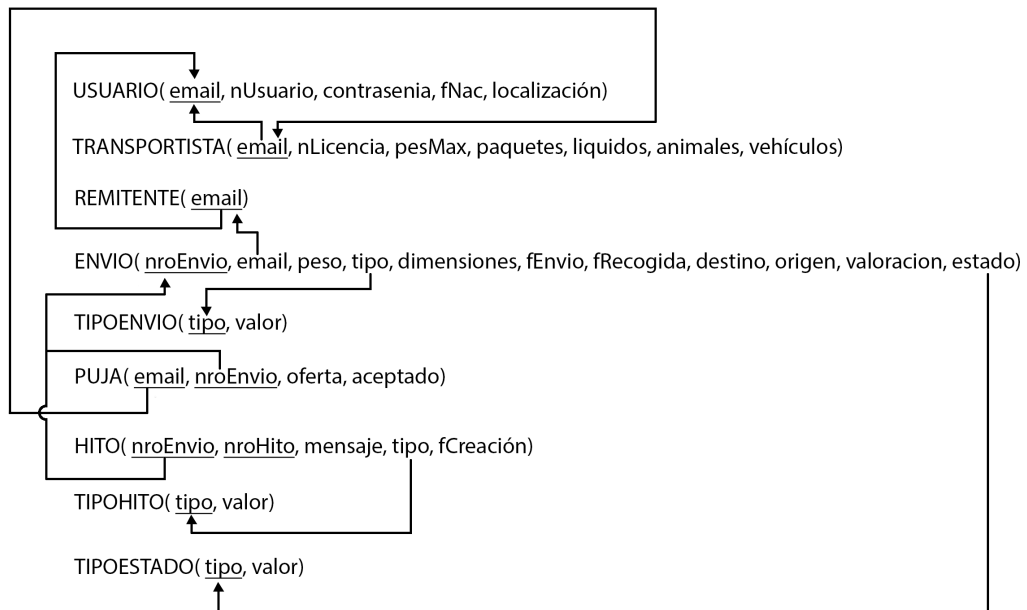 USUARIO( email, nUsuario, contrasenia, fNac, localización)
TRANSPORTISTA( email, nLicencia, pesMax, paquetes, liquidos, animales, vehículos)
REMITENTE( email)
ENVIO( nroEnvio, email, peso, tipo, dimensiones, fEnvio, fRecogida, destino, origen, valoracion, estado)
TIPOENVIO( tipo, valor)
PUJA( email, nroEnvio, oferta, aceptado)
HITO( nroEnvio, nroHito, mensaje, tipo, fCreación)
TIPOHITO( tipo, valor)
TIPOESTADO( tipo, valor)